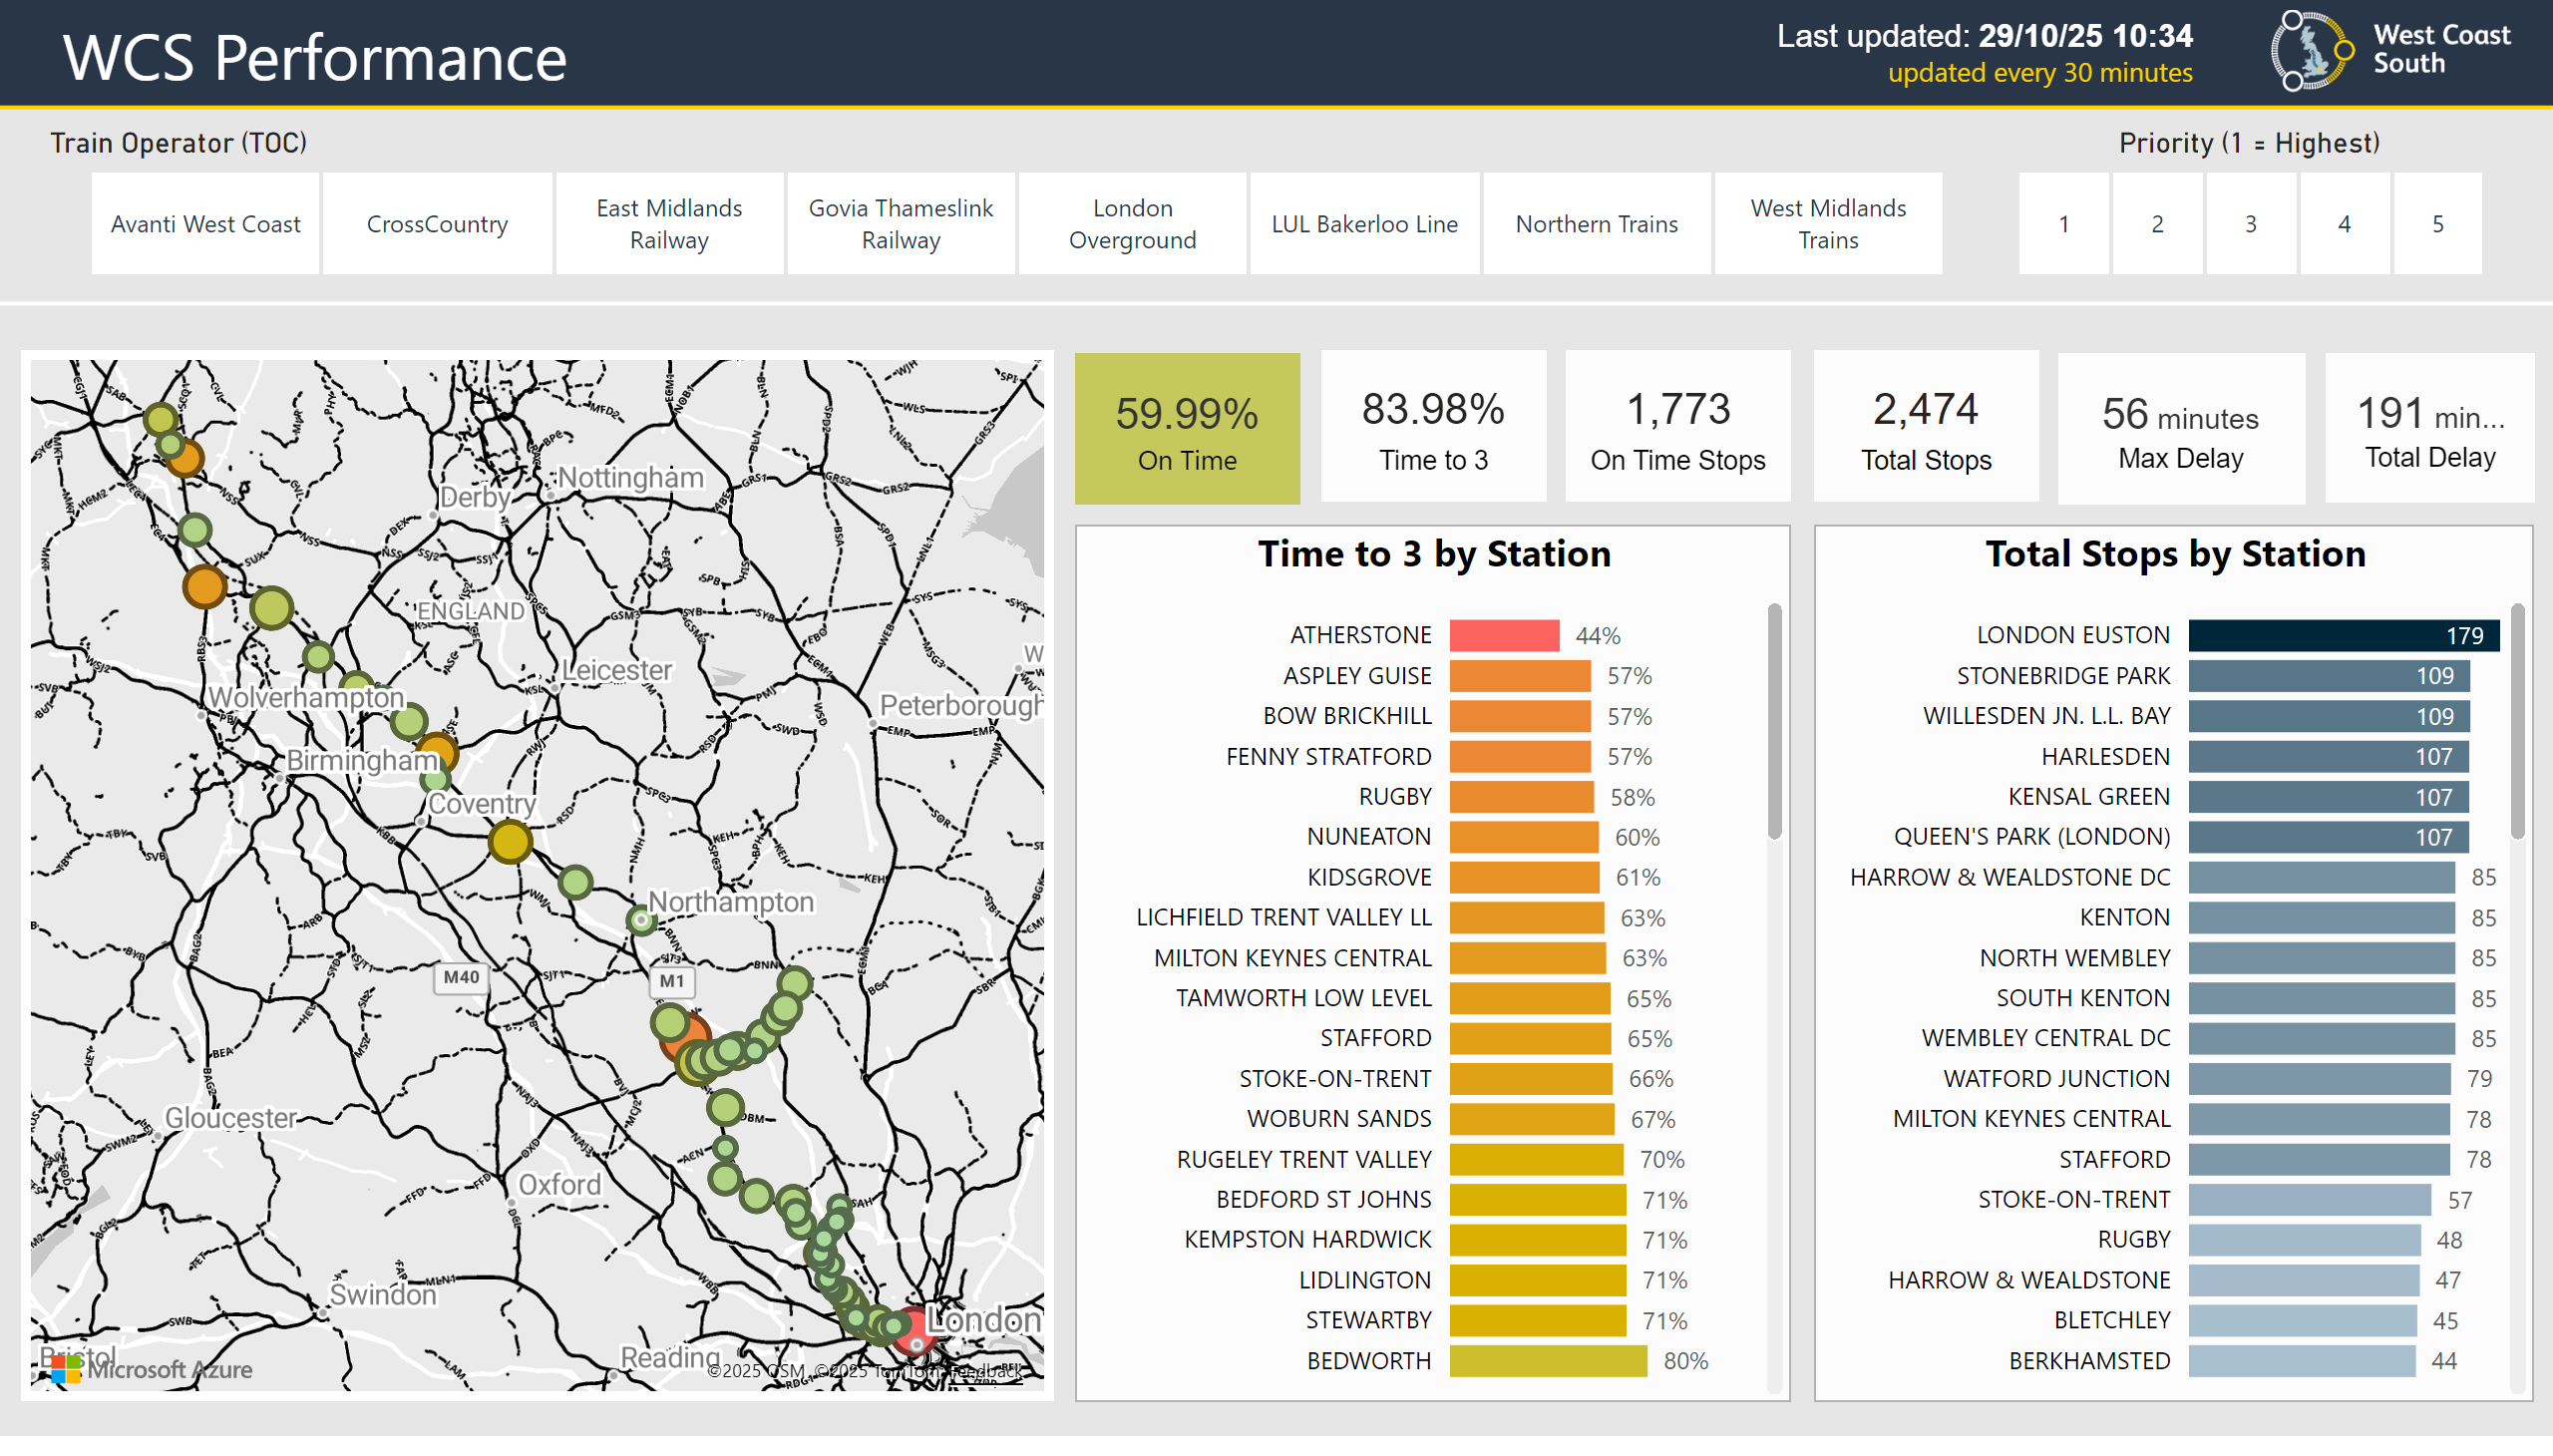 WCS Performance
Last updated: 29/10/25 10:34
updated every 30 minutes
West Coast
South
Train Operator (TOC)
Priority (1 = Highest)
Avanti West Coast
CrossCountry
East Midlands
Railway
Govia Thameslink
Railway
London
Overground
LUL Bakerloo Line
Northern Trains
West Midlands
Trains
1
2
3
4
5
59.99%
On Time
83.98%
Time to 3
1,773
On Time Stops
2,474
Total Stops
56 minutes
Max Delay
191 min...
Total Delay
Nottingham
Derby
ENGLAND
Leicester
Wolverhampton
Peterborough
Birmingham
Coventry
Northampton
M40
M1
Gloucester
Oxford
Swindon
London
Reading
Bristol
Microsoft Azure
©2025 OSM, ©2025 TomTom Feedback
Time to 3 by Station
ATHERSTONE 44%
ASPLEY GUISE 57%
BOW BRICKHILL 57%
FENNY STRATFORD 57%
RUGBY 58%
NUNEATON 60%
KIDSGROVE 61%
LICHFIELD TRENT VALLEY LL 63%
MILTON KEYNES CENTRAL 63%
TAMWORTH LOW LEVEL 65%
STAFFORD 65%
STOKE-ON-TRENT 66%
WOBURN SANDS 67%
RUGELEY TRENT VALLEY 70%
BEDFORD ST JOHNS 71%
KEMPSTON HARDWICK 71%
LIDLINGTON 71%
STEWARTBY 71%
BEDWORTH 80%
Total Stops by Station
LONDON EUSTON 179
STONEBRIDGE PARK 109
WILLESDEN JN. L.L. BAY 109
HARLESDEN 107
KENSAL GREEN 107
QUEEN'S PARK (LONDON) 107
HARROW & WEALDSTONE DC 85
KENTON 85
NORTH WEMBLEY 85
SOUTH KENTON 85
WEMBLEY CENTRAL DC 85
WATFORD JUNCTION 79
MILTON KEYNES CENTRAL 78
STAFFORD 78
STOKE-ON-TRENT 57
RUGBY 48
HARROW & WEALDSTONE 47
BLETCHLEY 45
BERKHAMSTED 44